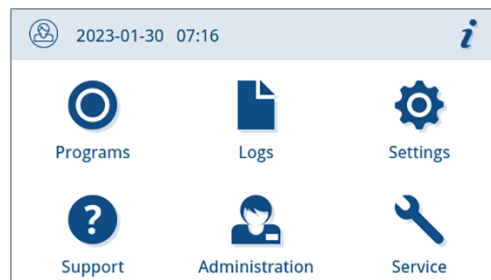 2023-01-30 07:16 i
Programs Logs Settings
? 
Support Administration Service